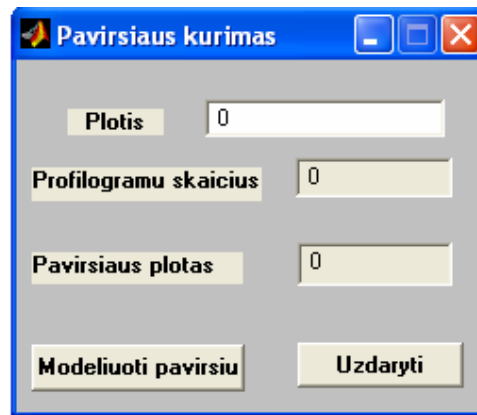 Pavirsiaus kurimas
Plotis 0
Profilogramu skaicius 0
Pavirsiaus plotas 0
Modeliuoti pavirsiu Uzdaryti